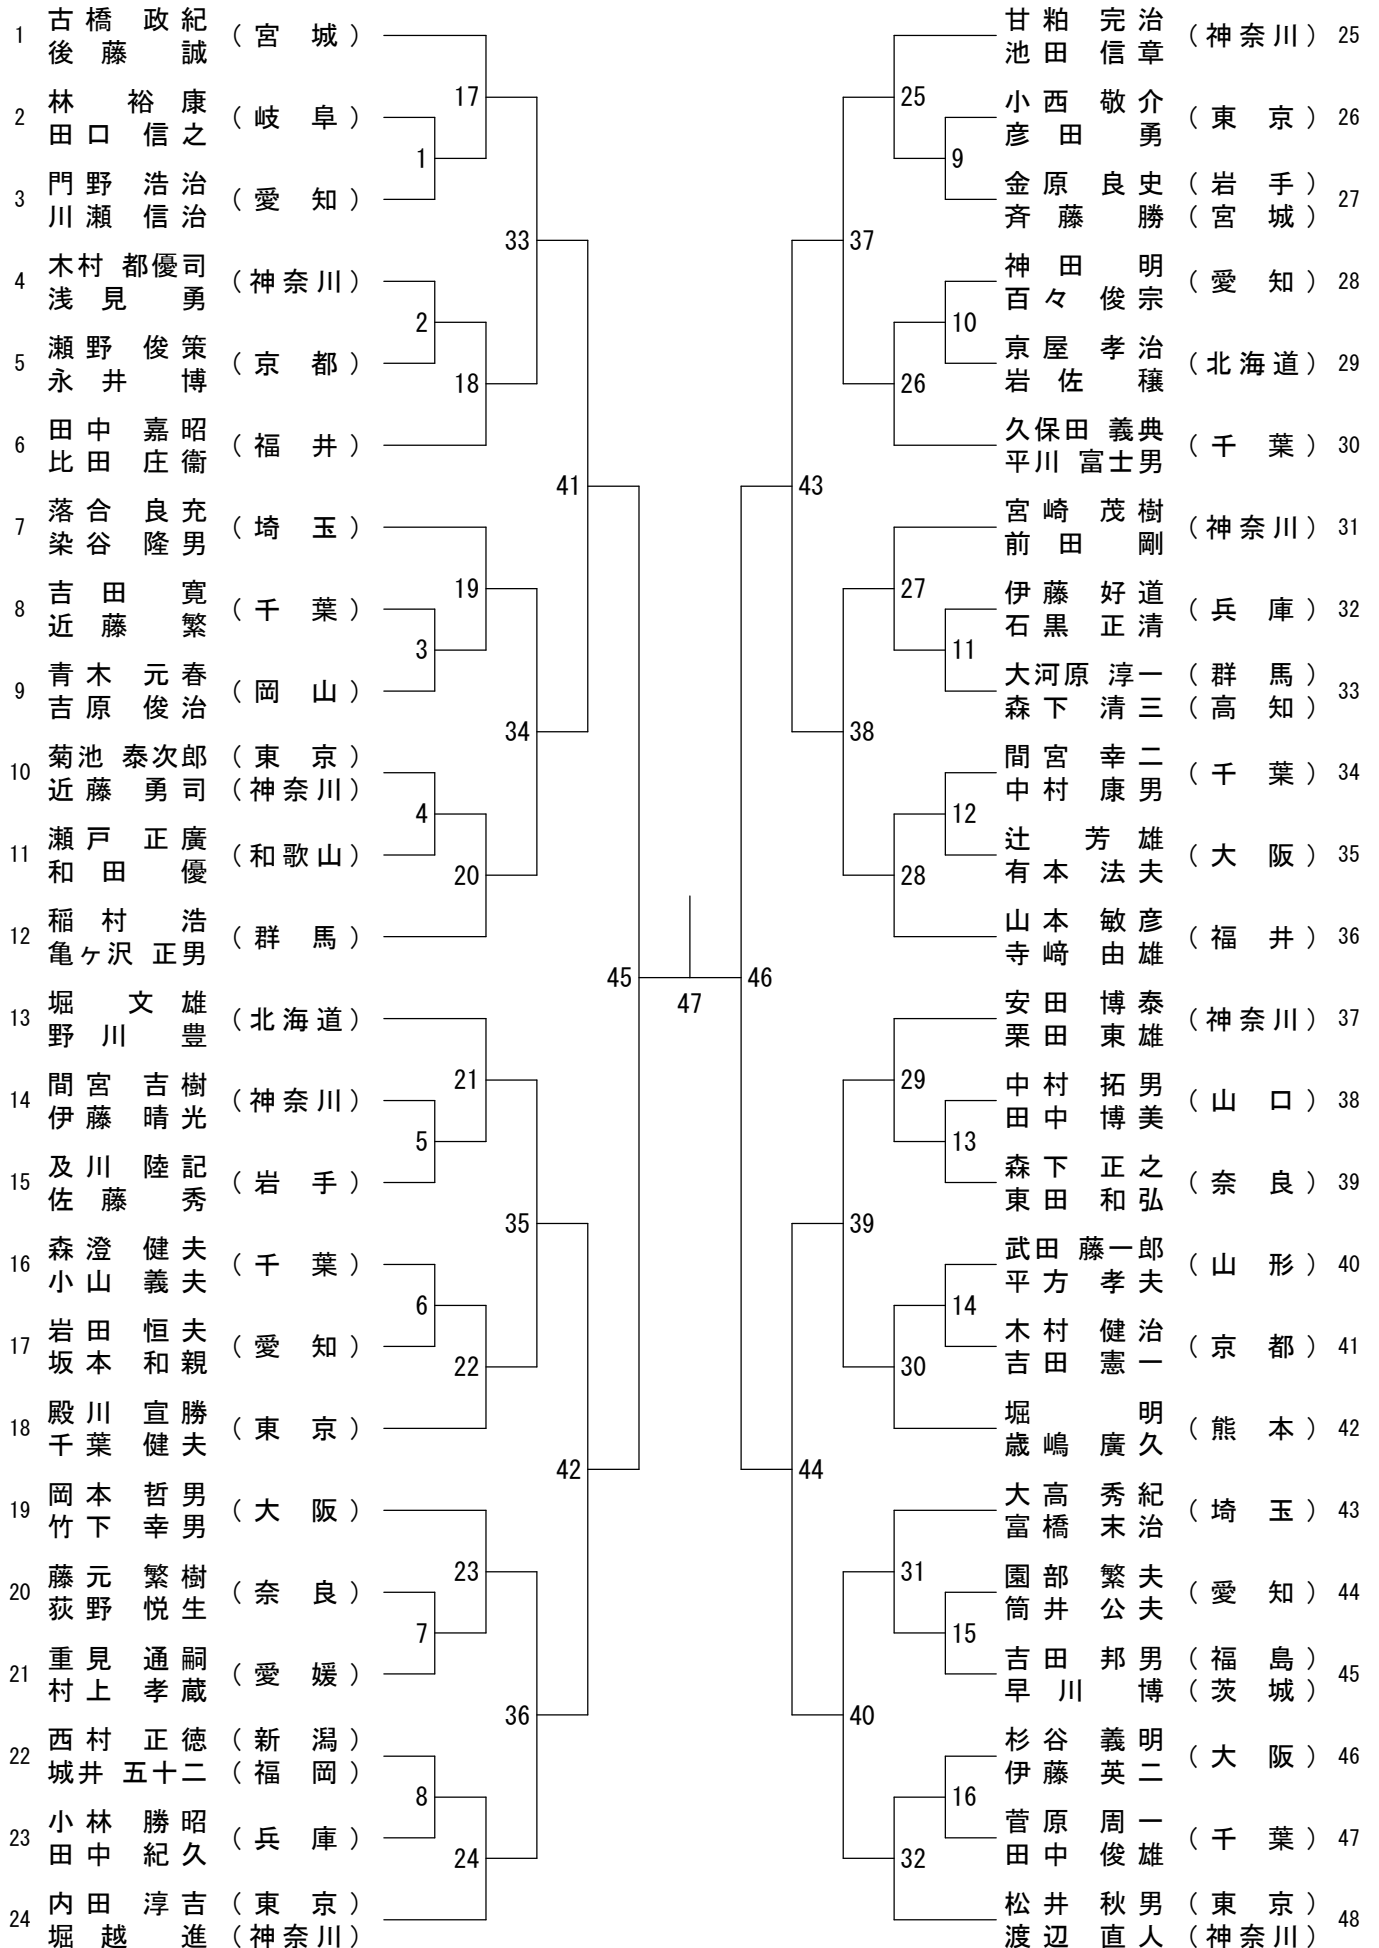 1 古橋 政紀 (宮城)
後藤 誠
2 林 裕康 (岐阜)
田口 信之
3 門野 浩治 (愛知)
川瀬 信治
4 木村 都優司 (神奈川)
浅見 勇
5 瀬野 俊策 (京都)
永井 博
6 田中 嘉昭 (福井)
比田 庄衞
7 落合 良充 (埼玉)
染谷 隆男
8 吉田 寛 (千葉)
近藤 繁
9 青木 元春 (岡山)
吉原 俊治
10 菊池 泰次郎 (東京)
近藤 勇司 (神奈川)
11 瀬戸 正廣 (和歌山)
和田 優
12 稲村 浩 (群馬)
亀ヶ沢 正男
13 堀 文雄 (北海道)
野川 豊
14 間宮 吉樹 (神奈川)
伊藤 晴光
15 及川 陸記 (岩手)
佐藤 秀
16 森澄 健夫 (千葉)
小山 義夫
17 岩田 恒夫 (愛知)
坂本 和親
18 殿川 宣勝 (東京)
千葉 健夫
19 岡本 哲男 (大阪)
竹下 幸男
20 藤元 繁樹 (奈良)
荻野 悦生
21 重見 通嗣 (愛媛)
村上 孝蔵
22 西村 正徳 (新潟)
城井 五十二 (福岡)
23 小林 勝昭 (兵庫)
田中 紀久
24 内田 淳吉 (東京)
堀越 進 (神奈川)
17
1
33
2
18
41
19
3
34
4
20
45
21
5
35
6
22
42
23
7
36
8
24
47
25
9
37
10
26
43
27
11
38
12
28
46
29
13
39
14
30
44
31
15
40
16
32
甘粕 完治 (神奈川) 25
池田 信章
小西 敬介 (東京) 26
彦田 勇
金原 良史 (岩手) 27
斉藤 勝 (宮城)
神田 明 (愛知) 28
百々 俊宗
亰屋 孝治 (北海道) 29
岩佐 穣
久保田 義典 (千葉) 30
平川 富士男
宮崎 茂樹 (神奈川) 31
前田 剛
伊藤 好道 (兵庫) 32
石黒 正清
大河原 淳一 (群馬) 33
森下 清三 (高知)
間宮 幸二 (千葉) 34
中村 康男
辻 芳雄 (大阪) 35
有本 法夫
山本 敏彦 (福井) 36
寺﨑 由雄
安田 博泰 (神奈川) 37
栗田 東雄
中村 拓男 (山口) 38
田中 博美
森下 正之 (奈良) 39
東田 和弘
武田 藤一郎 (山形) 40
平方 孝夫
木村 健治 (京都) 41
吉田 憲一
堀 明 (熊本) 42
歳嶋 廣久
大高 秀紀 (埼玉) 43
富橋 末治
園部 繁夫 (愛知) 44
筒井 公夫
吉田 邦男 (福島) 45
早川 博 (茨城)
杉谷 義明 (大阪) 46
伊藤 英二
菅原 周一 (千葉) 47
田中 俊雄
松井 秋男 (東京) 48
渡辺 直人 (神奈川)